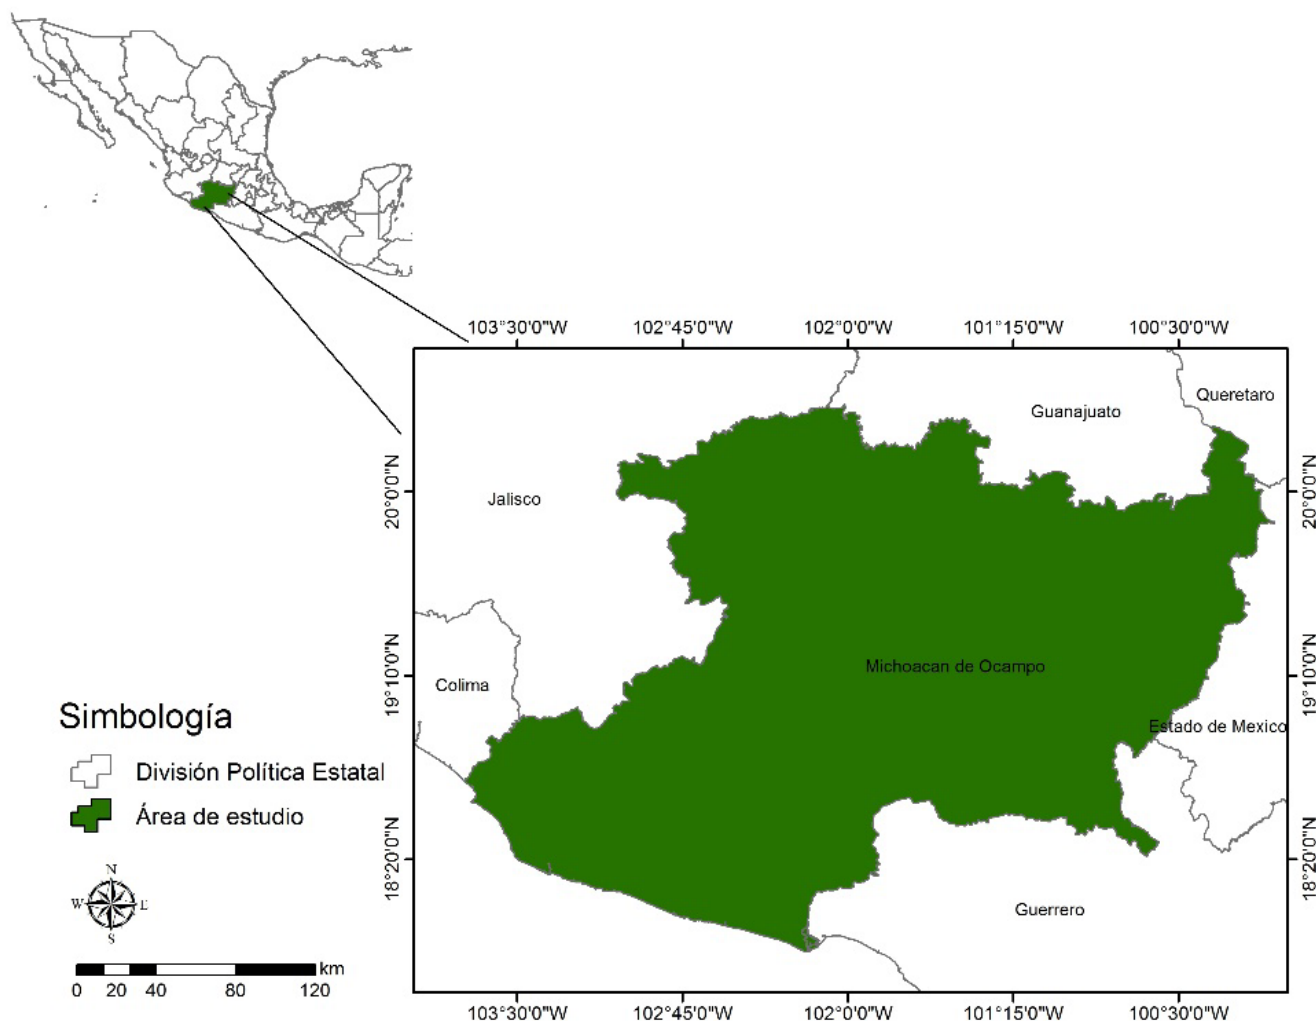 103°30'0"W 102°45'0"W 102°0'0"W 101°15'0"W 100°30'0"W
Queretaro
Guanajuato
20°0'0"N
Jalisco
20°0'0"N
19°10'0"N
Colima
Michoacan de Ocampo
19°10'0"N
Estado de Mexico
Simbología
División Política Estatal
Área de estudio
18°20'0"N
18°20'0"N
Guerrero
N
W E
S
km
0 20 40 80 120
103°30'0"W 102°45'0"W 102°0'0"W 101°15'0"W 100°30'0"W